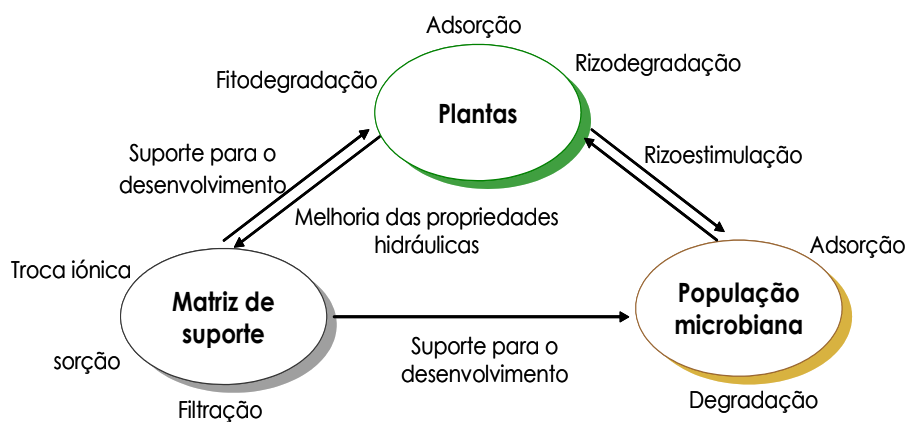 Adsorção
Fitodegradação
Rizodegradação
Plantas
Suporte para o
desenvolvimento
Rizoestimulação
Melhoria das propriedades
hidráulicas
Troca iónica
Matriz de
suporte
sorção
Filtração
Suporte para o
desenvolvimento
Adsorção
População
microbiana
Degradação